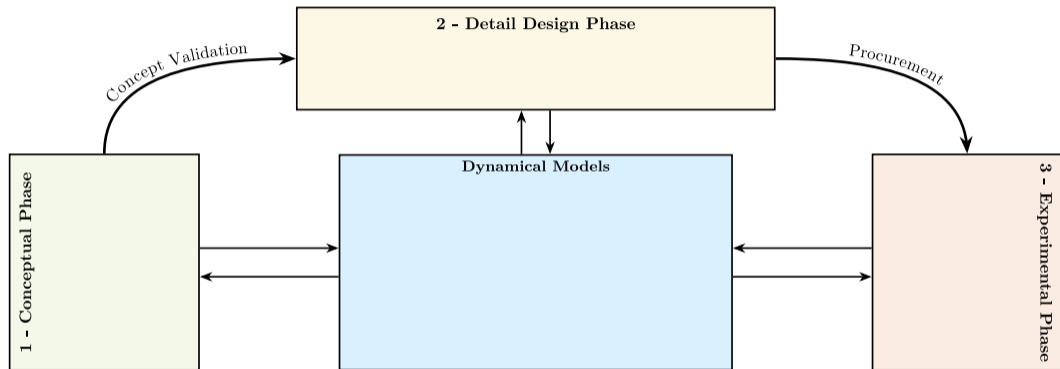 2 - Detail Design Phase
Concept Validation
Procurement
Dynamical Models
1 - Conceptual Phase
3 - Experimental Phase